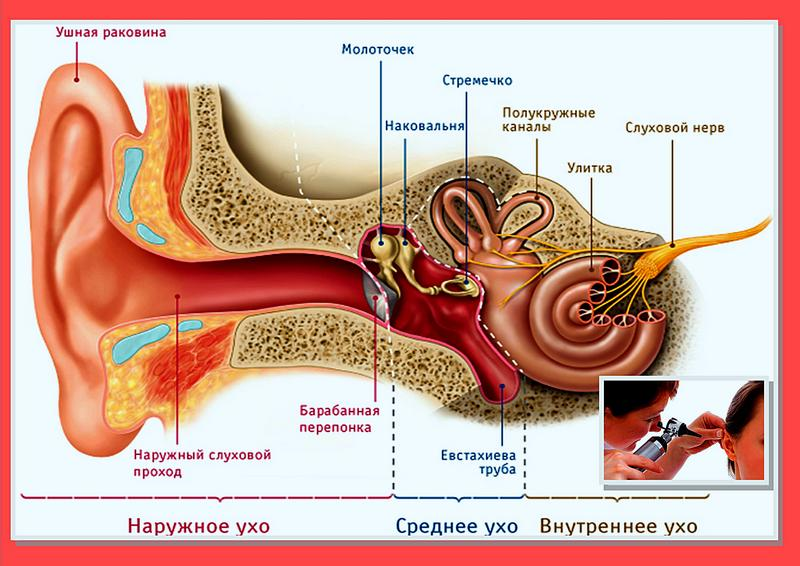 Ушная раковина
Молоточек
Стремечко
Наковальня
Полукружные
каналы
Слуховой нерв
Улитка
Барабанная
перепонка
Наружный слуховой
проход
Евстахиева
труба
Наружное ухо
Среднее ухо
Внутреннее ухо